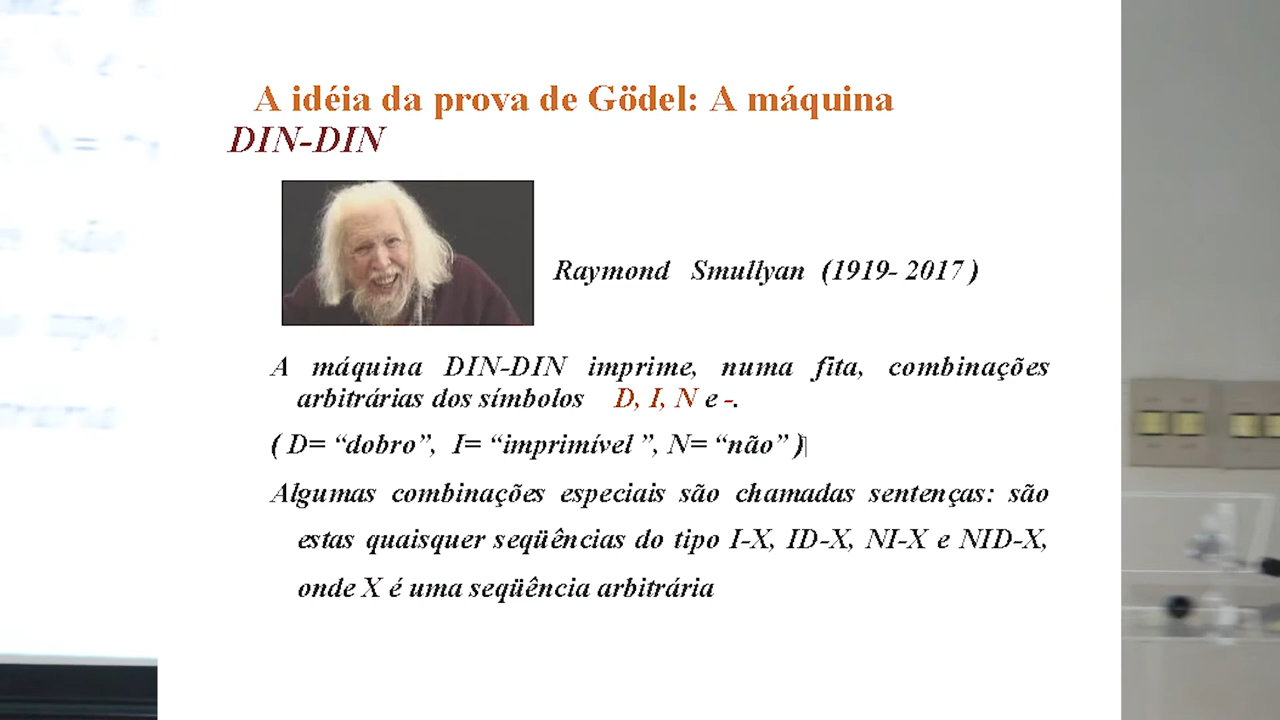 A idéia da prova de Gödel: A máquina
DIN-DIN
Raymond Smullyan (1919- 2017 )
A máquina DIN-DIN imprime, numa fita, combinações
arbitrárias dos símbolos D, I, N e -.
( D= “dobro”, I= “imprimível ”, N= “não” )
Algumas combinações especiais são chamadas sentenças: são
estas quaisquer seqüências do tipo I-X, ID-X, NI-X e NID-X,
onde X é uma seqüência arbitrária